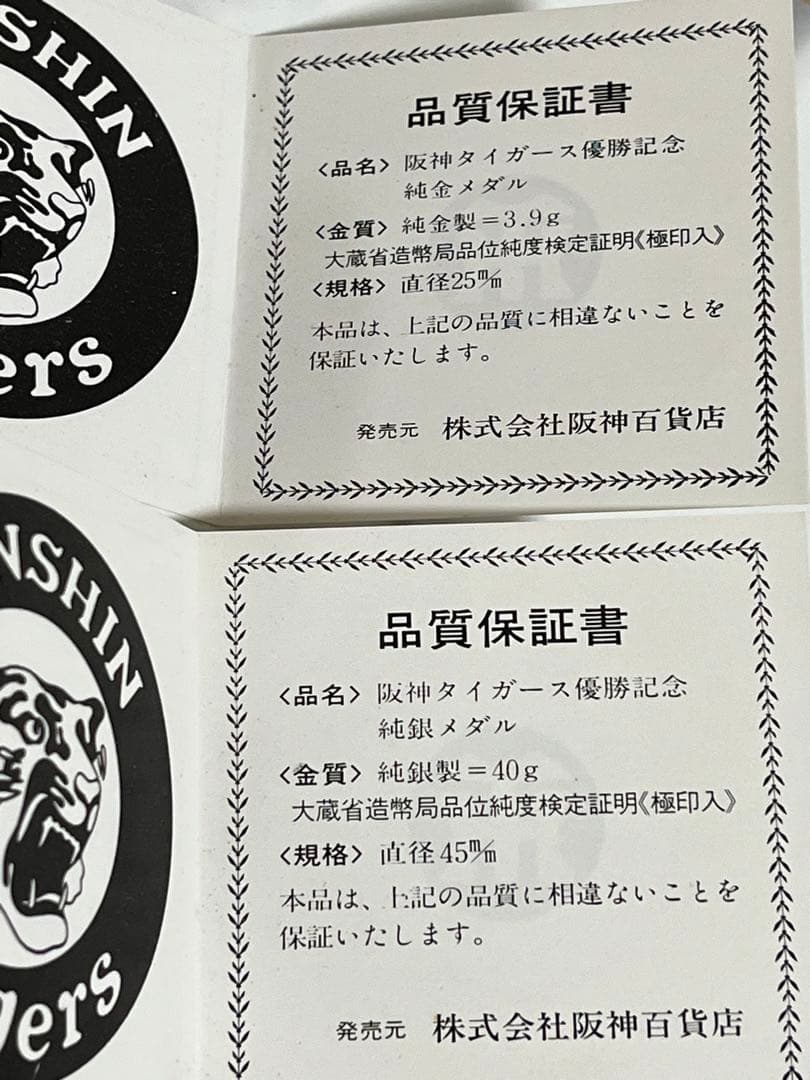 NSHIN
ers
品質保証書
〈品名〉 阪神タイガース優勝記念
純金メダル
〈金質〉 純金製＝3.9g
大蔵省造幣局品位純度検定証明《極印入》
〈規格〉 直径25㎜
本品は、上記の品質に相違ないことを
保証いたします。
発売元 株式会社阪神百貨店
NSHIN
gers
品質保証書
〈品名〉 阪神タイガース優勝記念
純銀メダル
〈金質〉 純銀製＝40g
大蔵省造幣局品位純度検定証明《極印入》
〈規格〉 直径45㎜
本品は、上記の品質に相違ないことを
保証いたします。
発売元 株式会社阪神百貨店